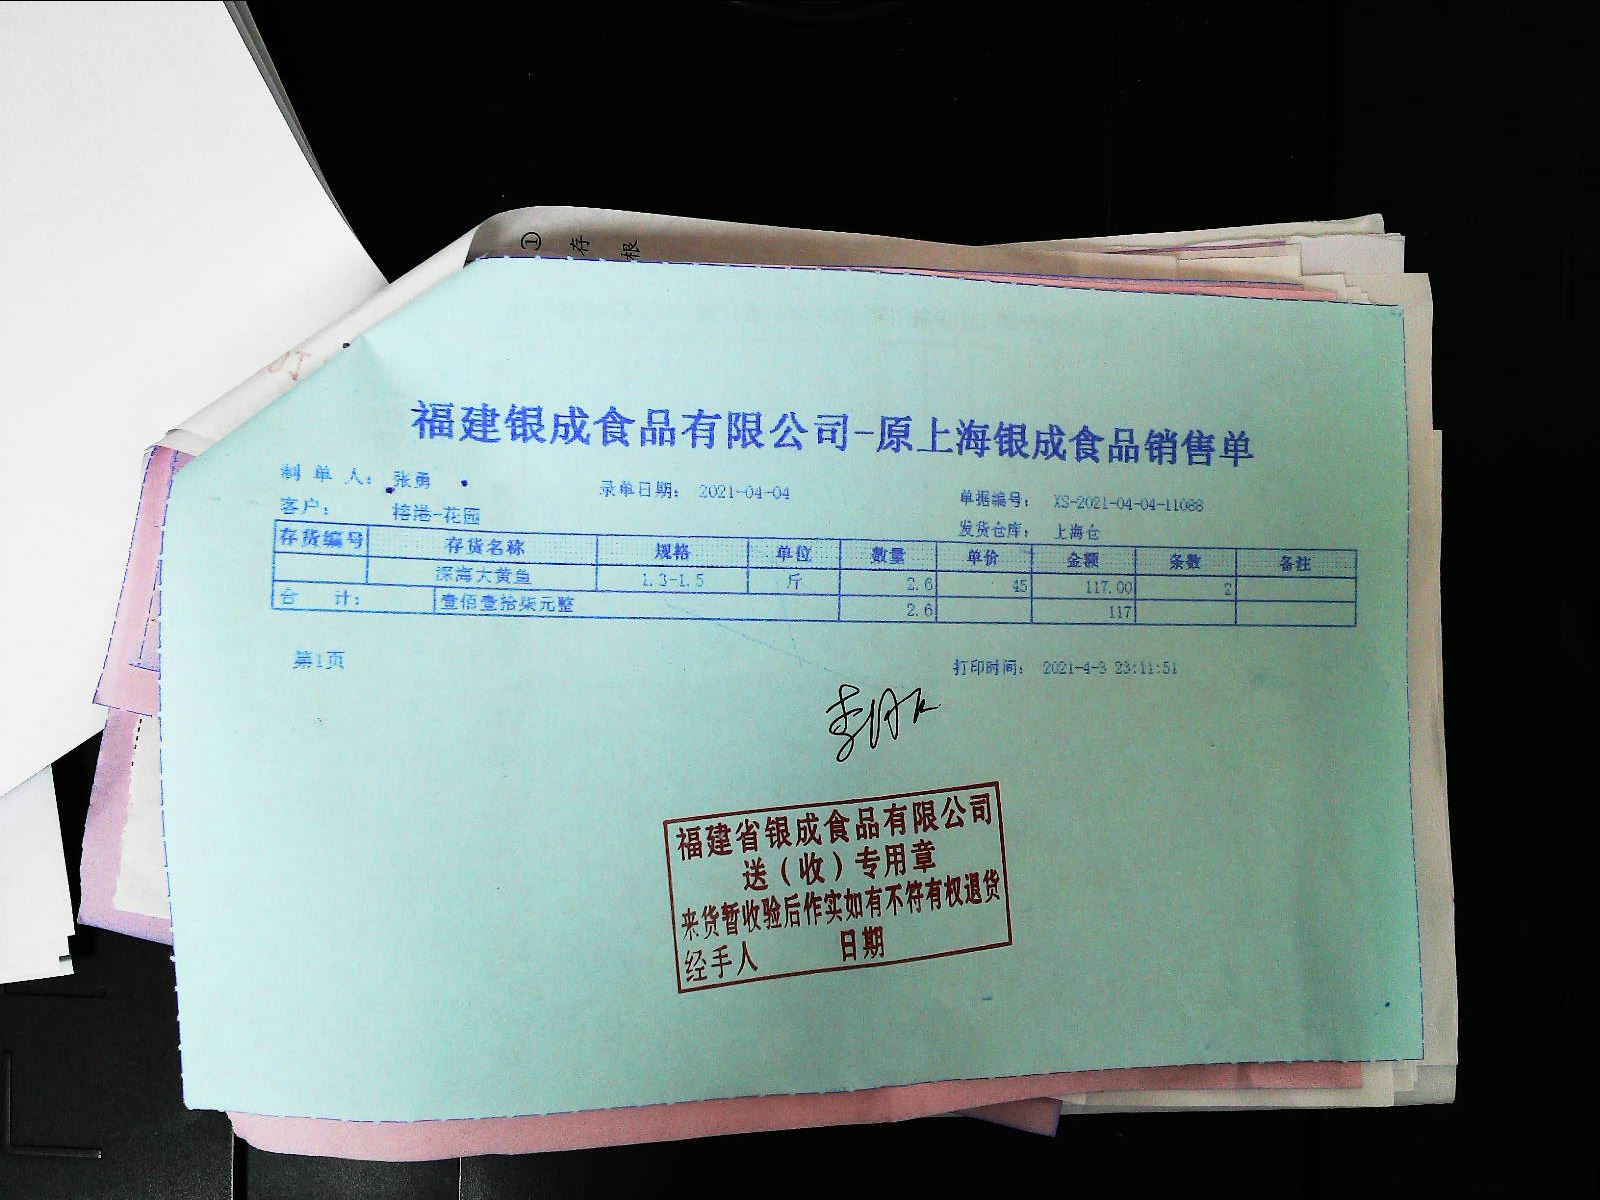 ① 存 根
福建银成食品有限公司-原上海银成食品销售单
制 单 人: 张勇 录单日期: 2021-04-04 单据编号: XS-2021-04-04-11088
客户: 榕港-花园 发货仓库: 上海仓
存货编号 存货名称 规格 单位 数量 单价 金额 条数 备注
深海大黄鱼 1.3-1.5 斤 2.6 45 117.00 2
合 计: 壹佰壹拾柒元整 2.6 117
第1页 打印时间: 2021-4-3 23:11:51
福建省银成食品有限公司
送(收)专用章
来货暂收验后作实如有不符有权退货
经手人 日期